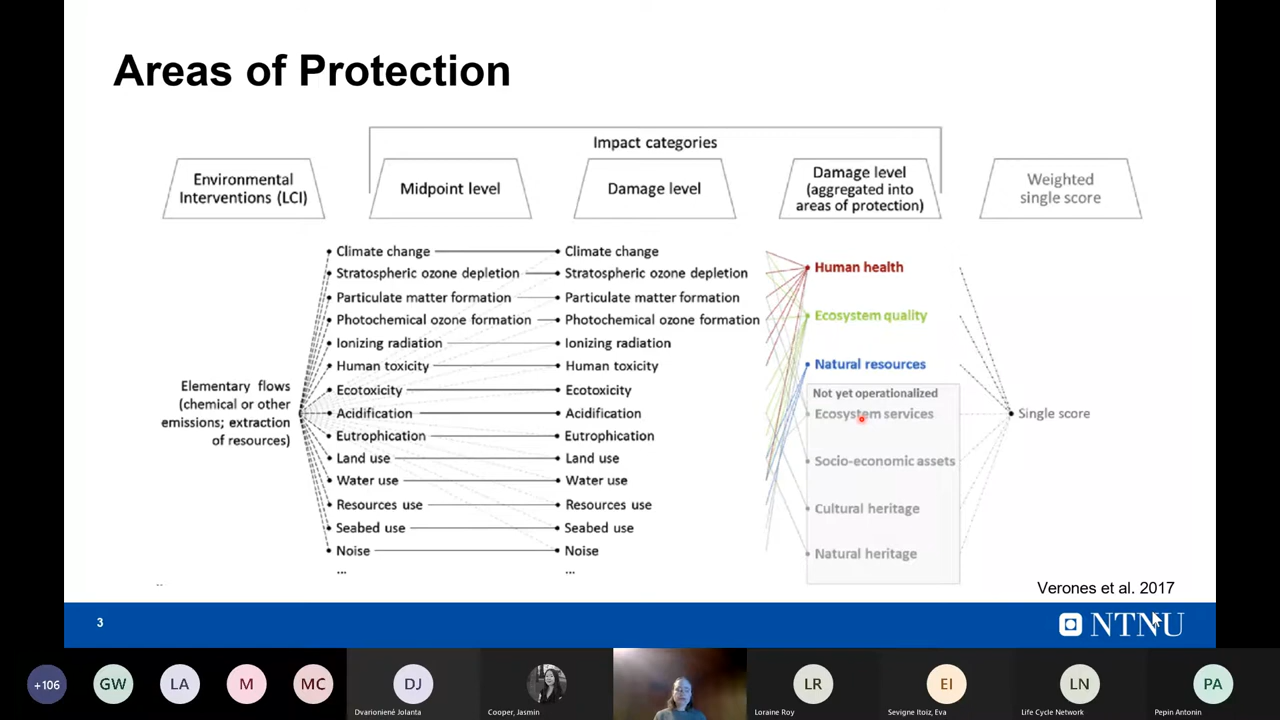 Areas of Protection
Impact categories
Environmental
Interventions (LCI)
Midpoint level
Damage level
Damage level
(aggregated into
areas of protection)
Weighted
single score
Elementary flows
(chemical or other
emissions; extraction
of resources)
Climate change
Stratospheric ozone depletion
Particulate matter formation
Photochemical ozone formation
Ionizing radiation
Human toxicity
Ecotoxicity
Acidification
Eutrophication
Land use
Water use
Resources use
Seabed use
Noise
...
Climate change
Stratospheric ozone depletion
Particulate matter formation
Photochemical ozone formation
Ionizing radiation
Human toxicity
Ecotoxicity
Acidification
Eutrophication
Land use
Water use
Resources use
Seabed use
Noise
...
Human health
Ecosystem quality
Natural resources
Not yet operationalized
Ecosystem services
Socio-economic assets
Cultural heritage
Natural heritage
Single score
Verones et al. 2017
3
NTNU
+106
GW
LA
M
MC
DJ
Dvarionienė Jolanta
Cooper, Jasmin
LR
Loraine Roy
EI
Sevigne Itoiz, Eva
LN
Life Cycle Network
PA
Pepin Antonin